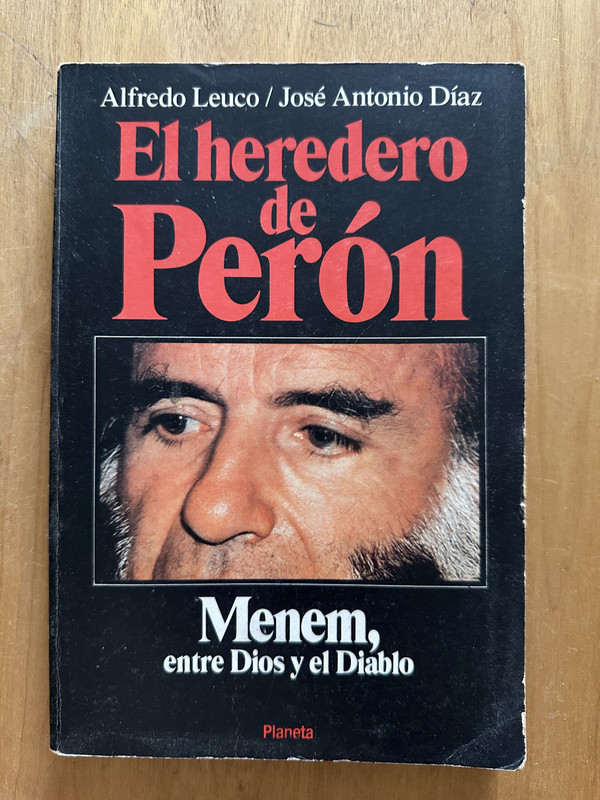 Alfredo Leuco / José Antonio Díaz
El heredero
de
Perón
Menem,
entre Dios y el Diablo
Planeta